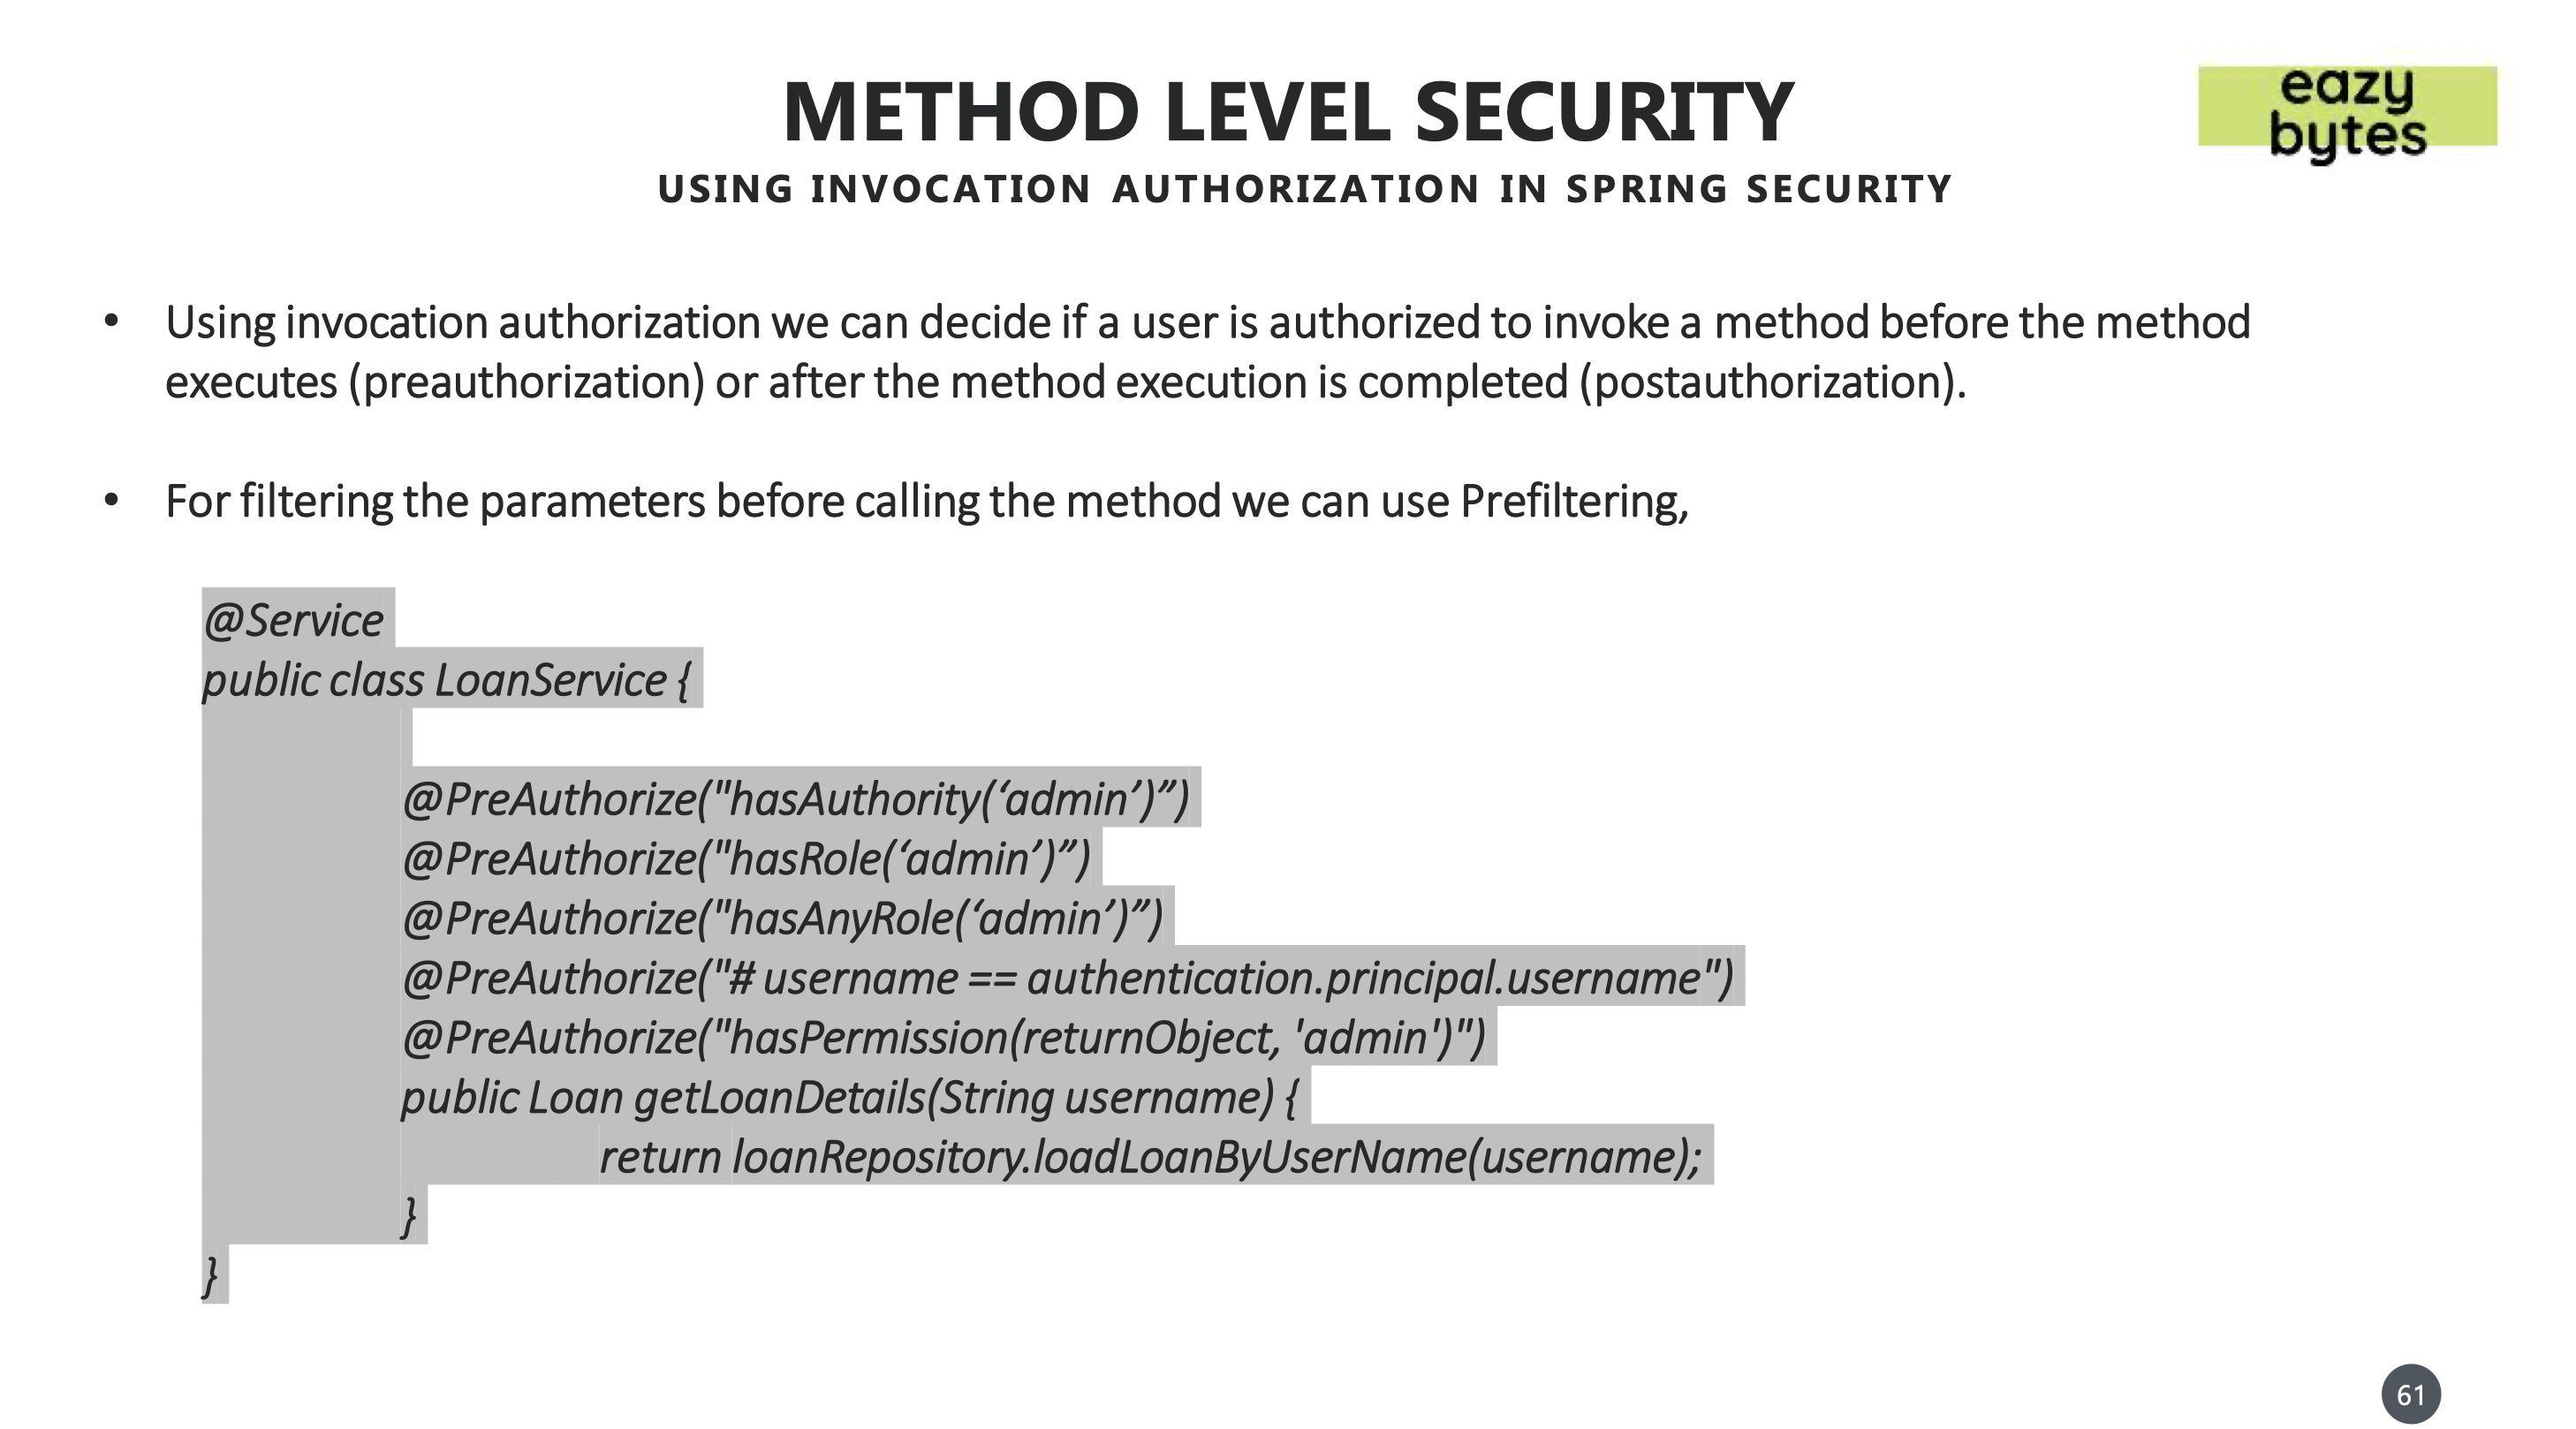 METHOD LEVEL SECURITY
eazy
bytes
USING INVOCATION AUTHORIZATION IN SPRING SECURITY
• Using invocation authorization we can decide if a user is authorized to invoke a method before the method
executes (preauthorization) or after the method execution is completed (postauthorization).
• For filtering the parameters before calling the method we can use Prefiltering,
@Service
public class LoanService {
@PreAuthorize("hasAuthority(‘admin’)”)
@PreAuthorize("hasRole(‘admin’)”)
@PreAuthorize("hasAnyRole(‘admin’)”)
@PreAuthorize("# username == authentication.principal.username")
@PreAuthorize("hasPermission(returnObject, 'admin')")
public Loan getLoanDetails(String username) {
return loanRepository.loadLoanByUserName(username);
}
}
61